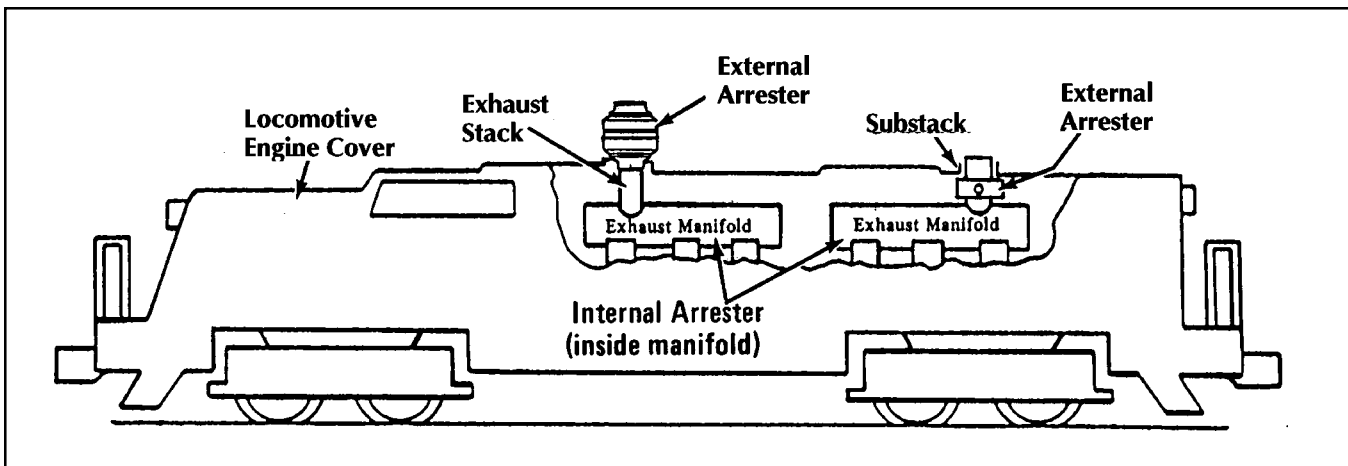 External
Arrester
Exhaust
Stack
Locomotive
Engine Cover
Substack
External
Arrester
Exhaust Manifold
Exhaust Manifold
Internal Arrester
(inside manifold)